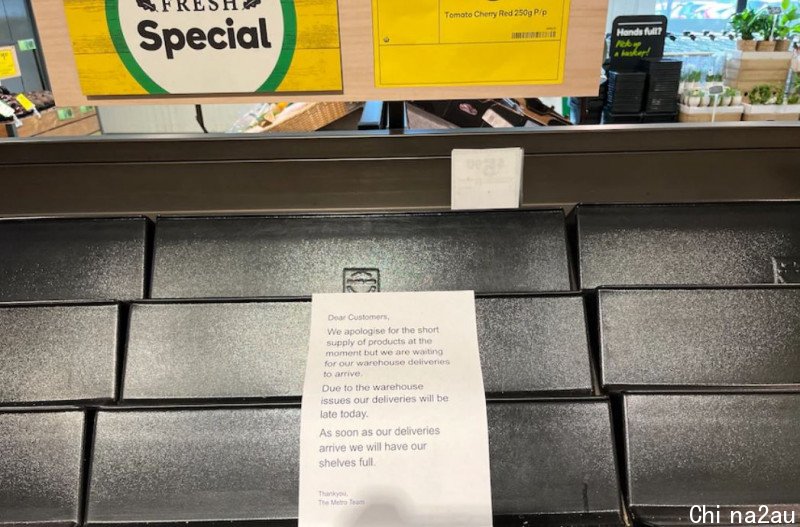 FRESH
Special
Tomato Cherry Red 250g P/p
Hands full?
Pick up a
basket!
Dear Customers,
We apologise for the short
supply of products at the
moment but we are waiting
for our warehouse deliveries
to arrive.
Due to the warehouse
issues our deliveries will be
late today.
As soon as our deliveries
arrive we will have our
shelves full.
Thankyou,
The Metro Team
Chi na2au